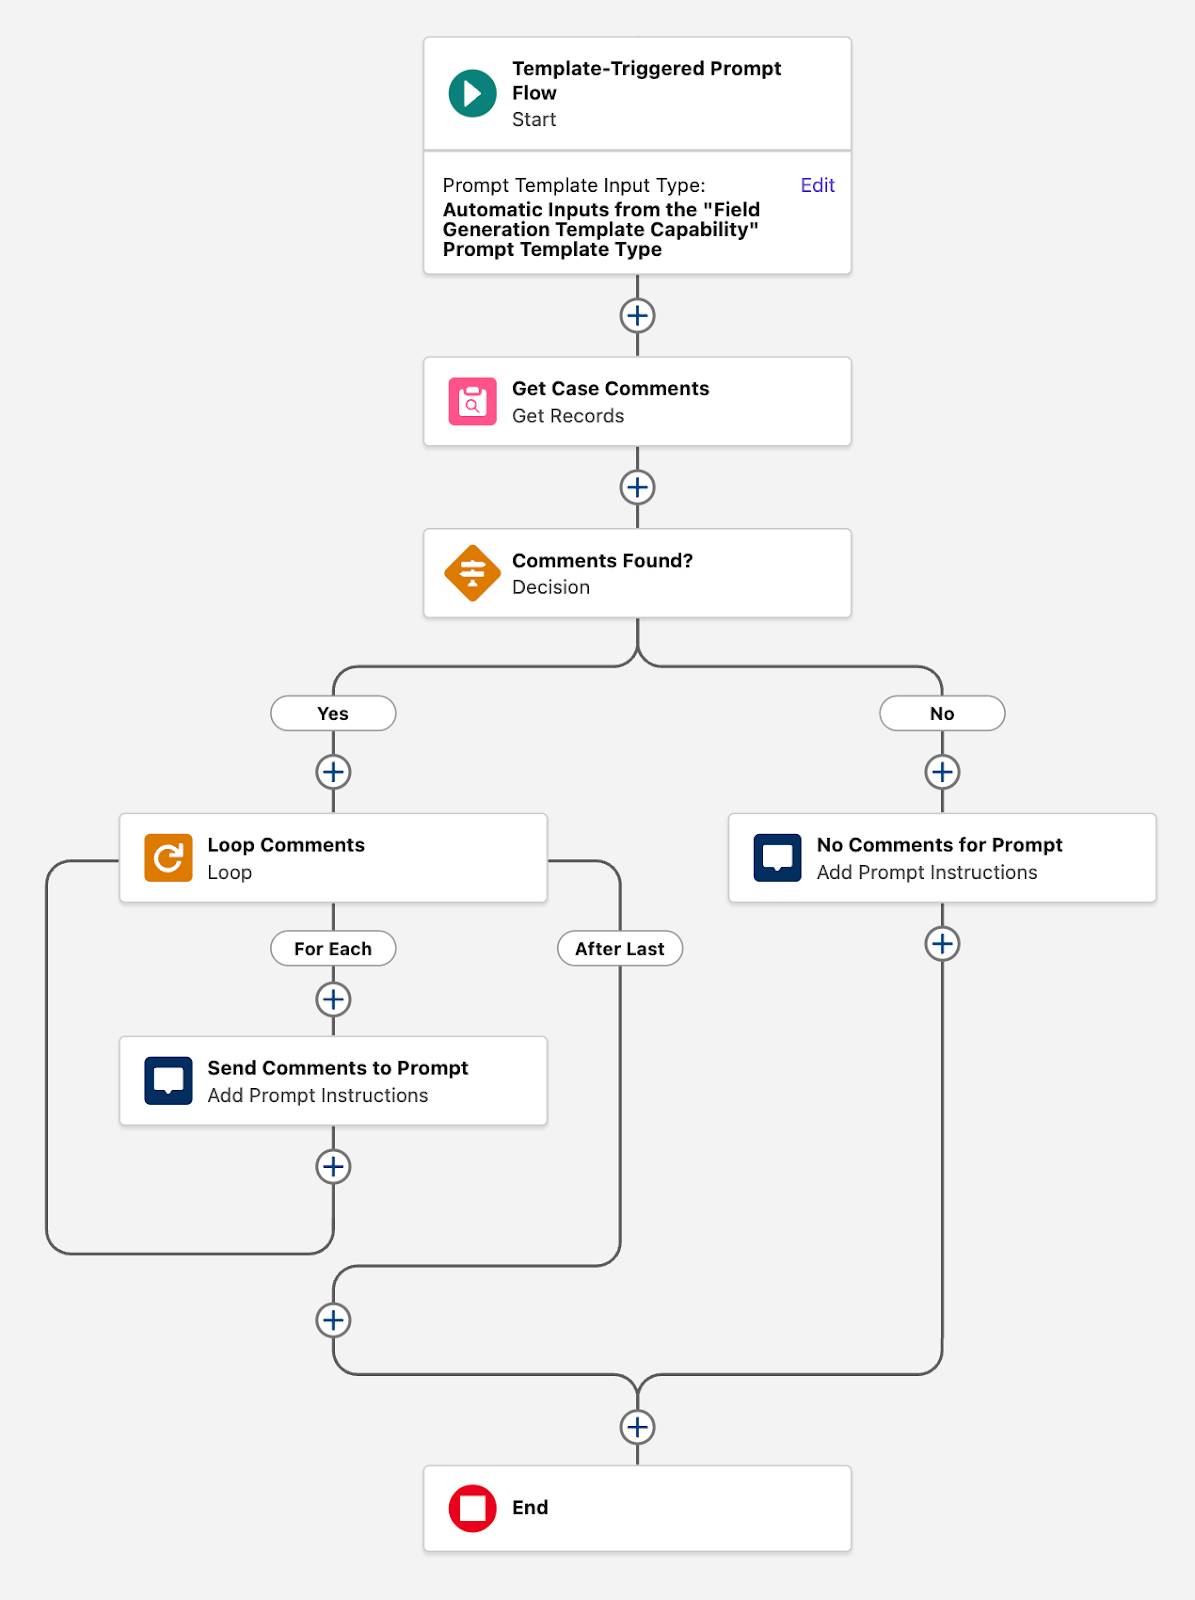 Template-Triggered Prompt
Flow
Start
Prompt Template Input Type:
Edit
Automatic Inputs from the "Field
Generation Template Capability"
Prompt Template Type
Get Case Comments
Get Records
Comments Found?
Decision
Yes
No
Loop Comments
Loop
No Comments for Prompt
Add Prompt Instructions
For Each
After Last
Send Comments to Prompt
Add Prompt Instructions
End